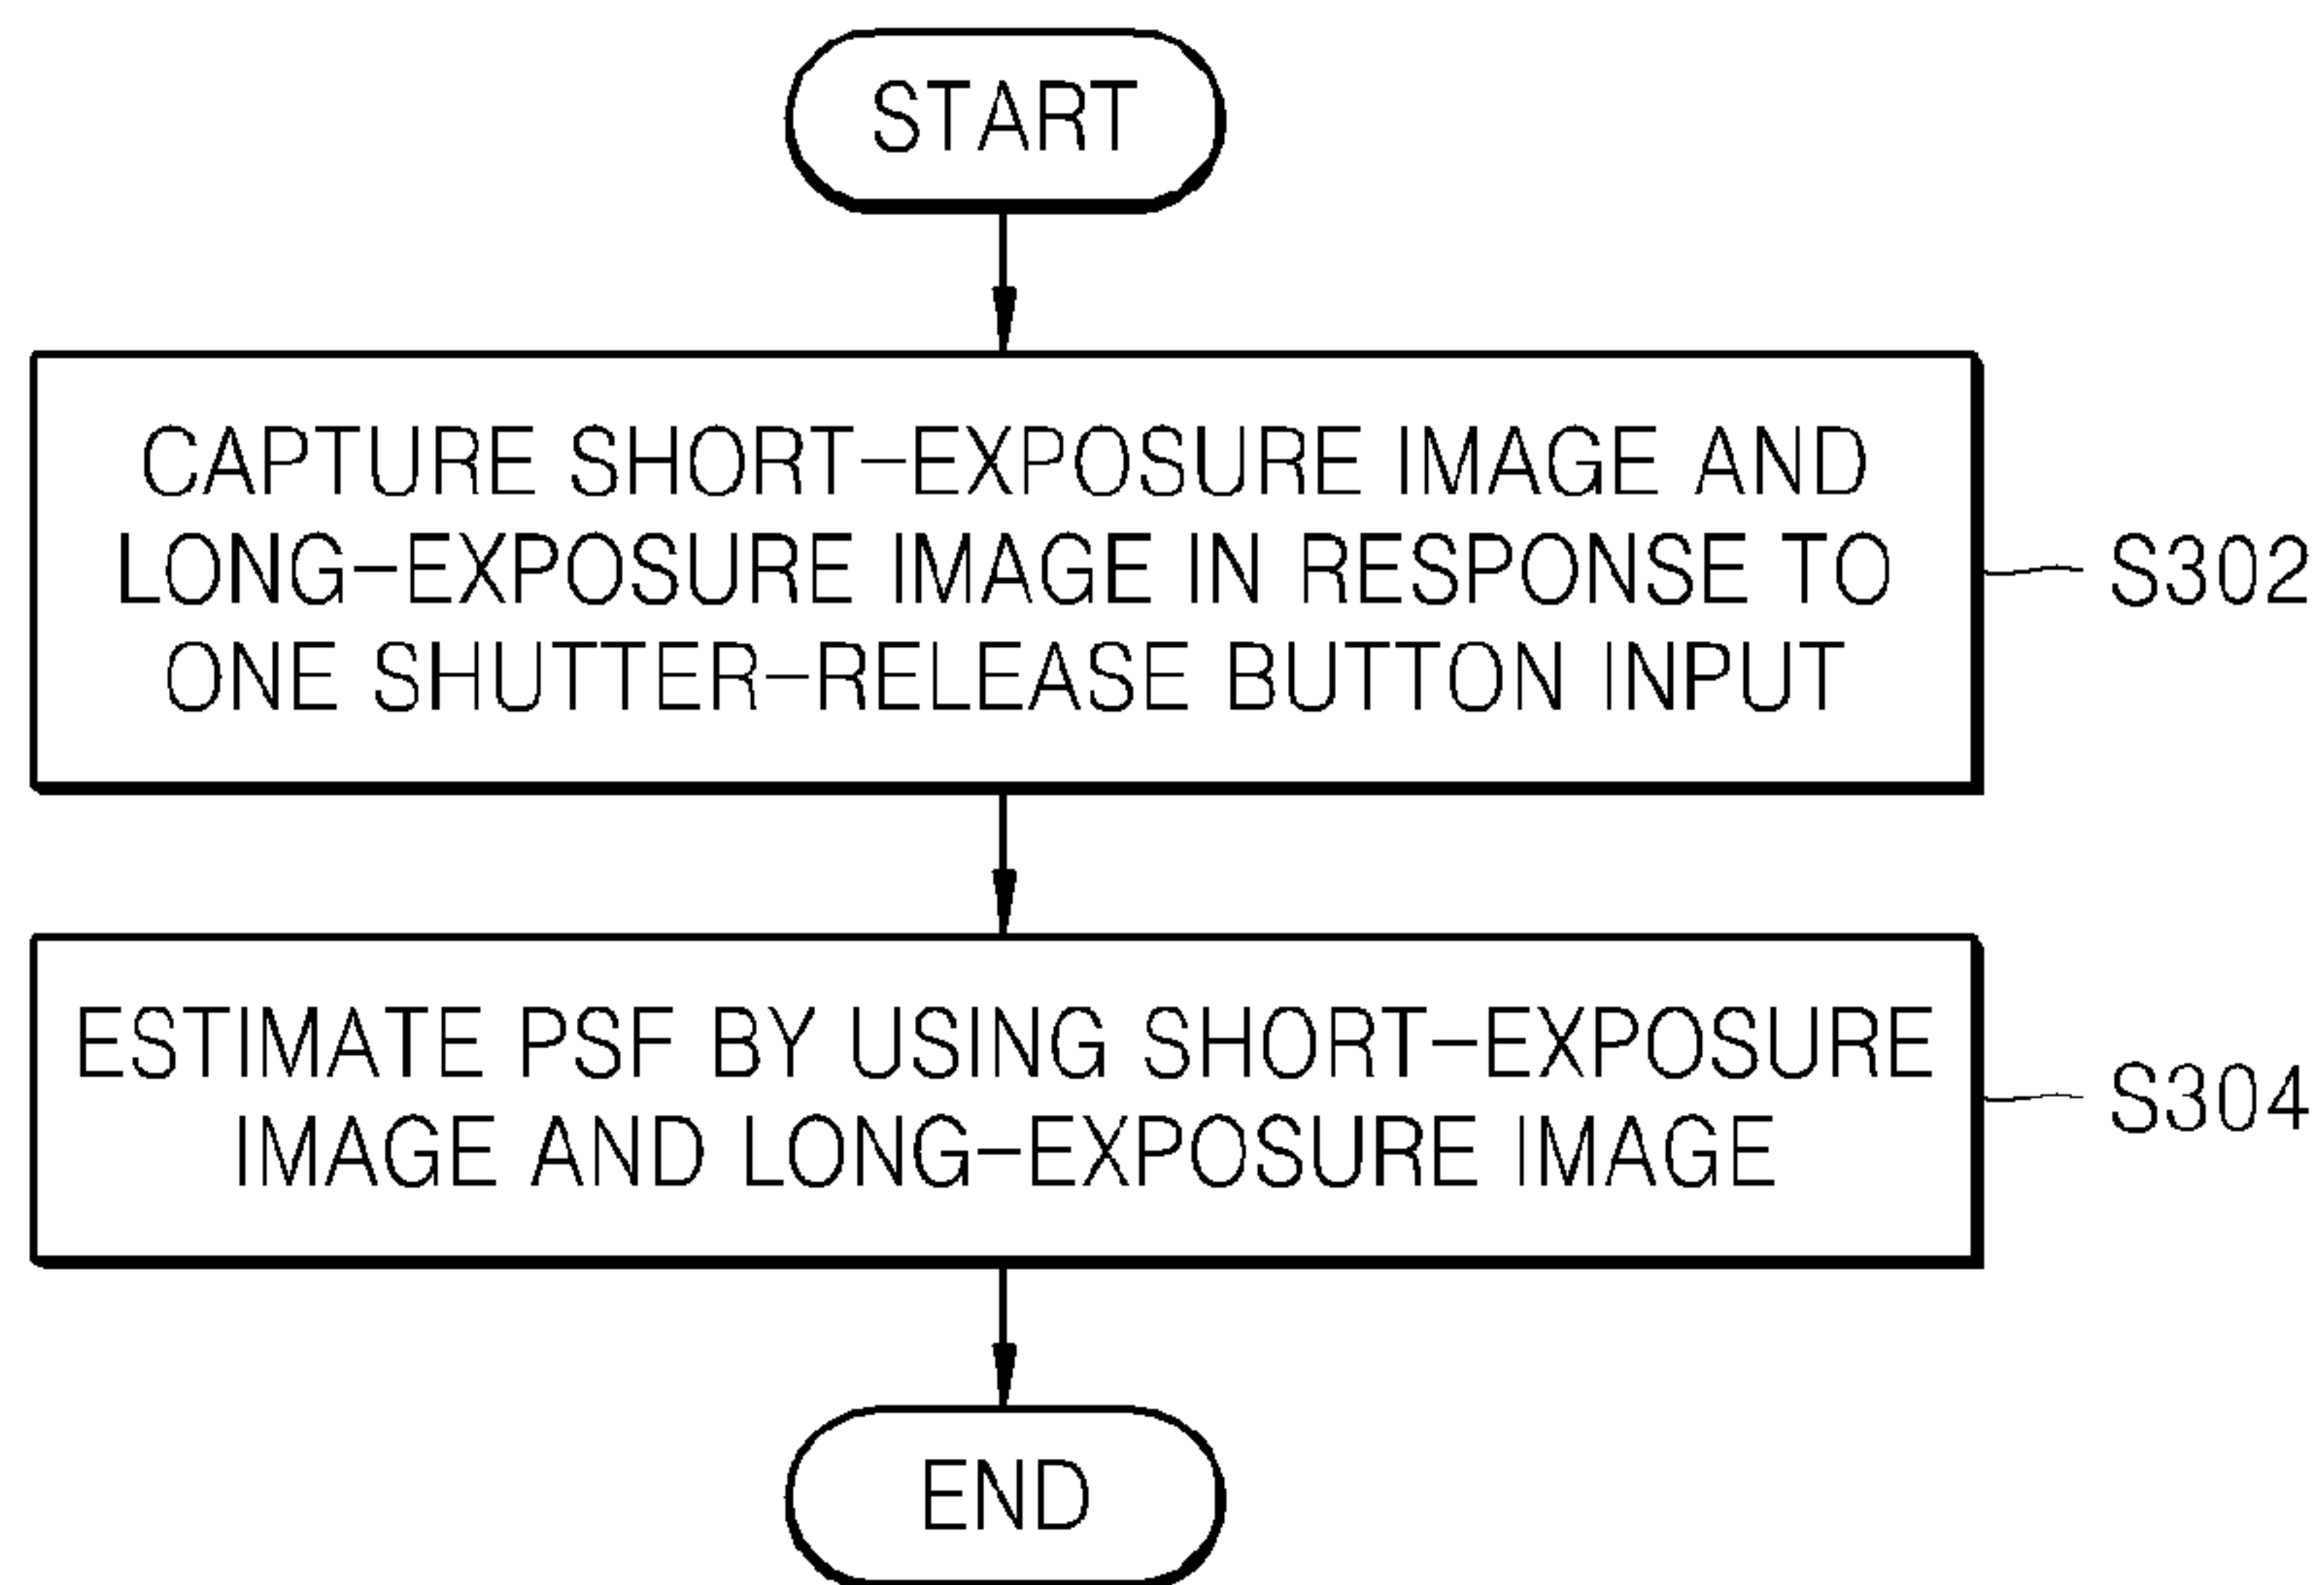 START
CAPTURE SHORT-EXPOSURE IMAGE AND
LONG-EXPOSURE IMAGE IN RESPONSE TO
ONE SHUTTER-RELEASE BUTTON INPUT
S302
ESTIMATE PSF BY USING SHORT-EXPOSURE
IMAGE AND LONG-EXPOSURE IMAGE
S304
END